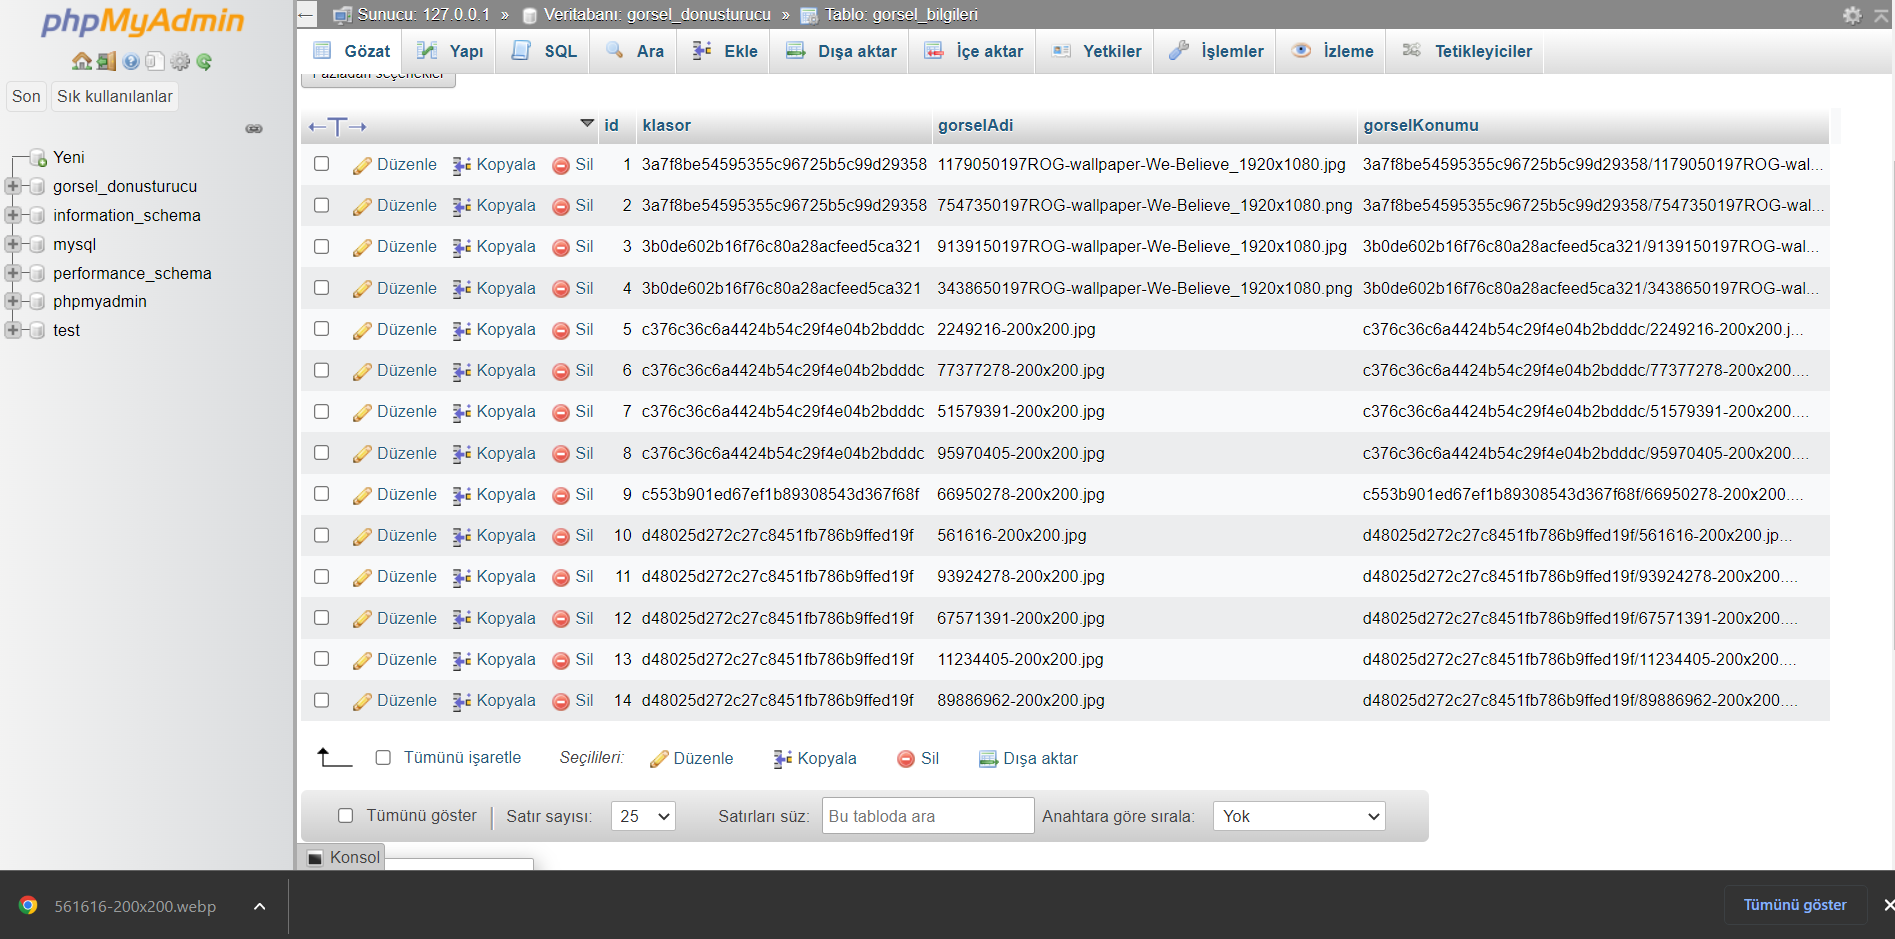 phpMyAdmin
Son Sık kullanılanlar
Yeni
gorsel_donusturucu
information_schema
mysql
performance_schema
phpmyadmin
test
Sunucu: 127.0.0.1 » Veritabanı: gorsel_donusturucu » Tablo: gorsel_bilgileri
Gözat Yapı SQL Ara Ekle Dışa aktar İçe aktar Yetkiler İşlemler İzleme Tetikleyiciler
Fazladan seçenekler
←T→ id klasor gorselAdi gorselKonumu
Düzenle Kopyala Sil 1 3a7f8be54595355c96725b5c99d29358 1179050197ROG-wallpaper-We-Believe_1920x1080.jpg 3a7f8be54595355c96725b5c99d29358/1179050197ROG-wal...
Düzenle Kopyala Sil 2 3a7f8be54595355c96725b5c99d29358 7547350197ROG-wallpaper-We-Believe_1920x1080.png 3a7f8be54595355c96725b5c99d29358/7547350197ROG-wal...
Düzenle Kopyala Sil 3 3b0de602b16f76c80a28acfeed5ca321 9139150197ROG-wallpaper-We-Believe_1920x1080.jpg 3b0de602b16f76c80a28acfeed5ca321/9139150197ROG-wal...
Düzenle Kopyala Sil 4 3b0de602b16f76c80a28acfeed5ca321 3438650197ROG-wallpaper-We-Believe_1920x1080.png 3b0de602b16f76c80a28acfeed5ca321/3438650197ROG-wal...
Düzenle Kopyala Sil 5 c376c36c6a4424b54c29f4e04b2bdddc 2249216-200x200.jpg c376c36c6a4424b54c29f4e04b2bdddc/2249216-200x200.j...
Düzenle Kopyala Sil 6 c376c36c6a4424b54c29f4e04b2bdddc 77377278-200x200.jpg c376c36c6a4424b54c29f4e04b2bdddc/77377278-200x200....
Düzenle Kopyala Sil 7 c376c36c6a4424b54c29f4e04b2bdddc 51579391-200x200.jpg c376c36c6a4424b54c29f4e04b2bdddc/51579391-200x200....
Düzenle Kopyala Sil 8 c376c36c6a4424b54c29f4e04b2bdddc 95970405-200x200.jpg c376c36c6a4424b54c29f4e04b2bdddc/95970405-200x200....
Düzenle Kopyala Sil 9 c553b901ed67ef1b89308543d367f68f 66950278-200x200.jpg c553b901ed67ef1b89308543d367f68f/66950278-200x200....
Düzenle Kopyala Sil 10 d48025d272c27c8451fb786b9ffed19f 561616-200x200.jpg d48025d272c27c8451fb786b9ffed19f/561616-200x200.jp...
Düzenle Kopyala Sil 11 d48025d272c27c8451fb786b9ffed19f 93924278-200x200.jpg d48025d272c27c8451fb786b9ffed19f/93924278-200x200....
Düzenle Kopyala Sil 12 d48025d272c27c8451fb786b9ffed19f 67571391-200x200.jpg d48025d272c27c8451fb786b9ffed19f/67571391-200x200....
Düzenle Kopyala Sil 13 d48025d272c27c8451fb786b9ffed19f 11234405-200x200.jpg d48025d272c27c8451fb786b9ffed19f/11234405-200x200....
Düzenle Kopyala Sil 14 d48025d272c27c8451fb786b9ffed19f 89886962-200x200.jpg d48025d272c27c8451fb786b9ffed19f/89886962-200x200....
Tümünü işaretle Seçilileri: Düzenle Kopyala Sil Dışa aktar
Tümünü göster | Satır sayısı: 25 Satırları süz: Bu tabloda ara Anahtara göre sırala: Yok
Konsol
561616-200x200.webp Tümünü göster